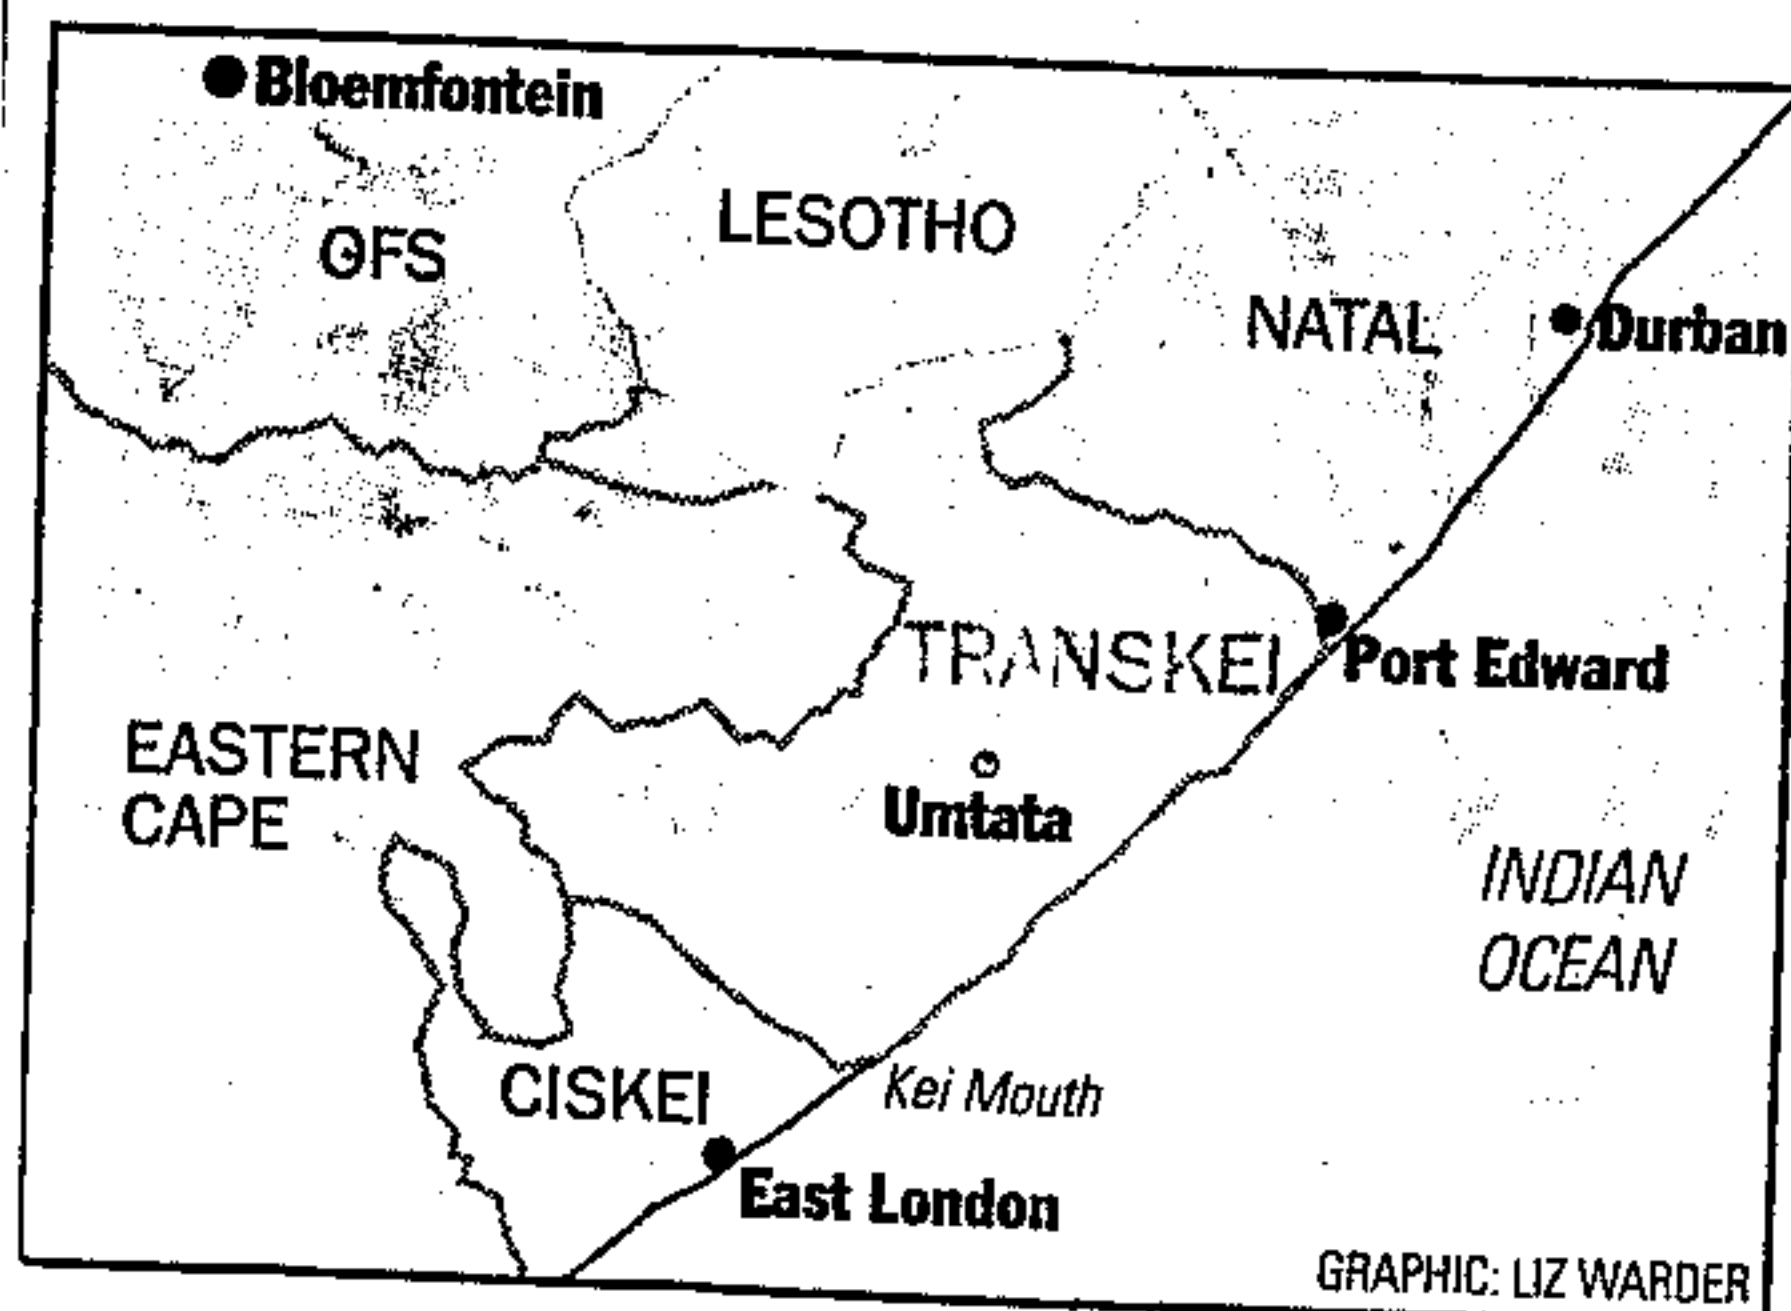 Bloemfontein
OFS
LESOTHO
NATAL
Durban
TRANSKEI
Port Edward
EASTERN
CAPE
Umtata
INDIAN
OCEAN
CISKEI
Kei Mouth
East London
GRAPHIC: LIZ WARDER